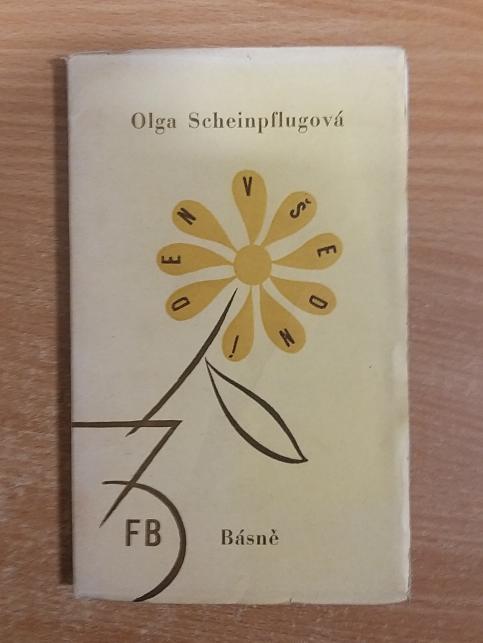 Olga Scheinpflugová
DEN VŠEDNÍ
FB
Básně